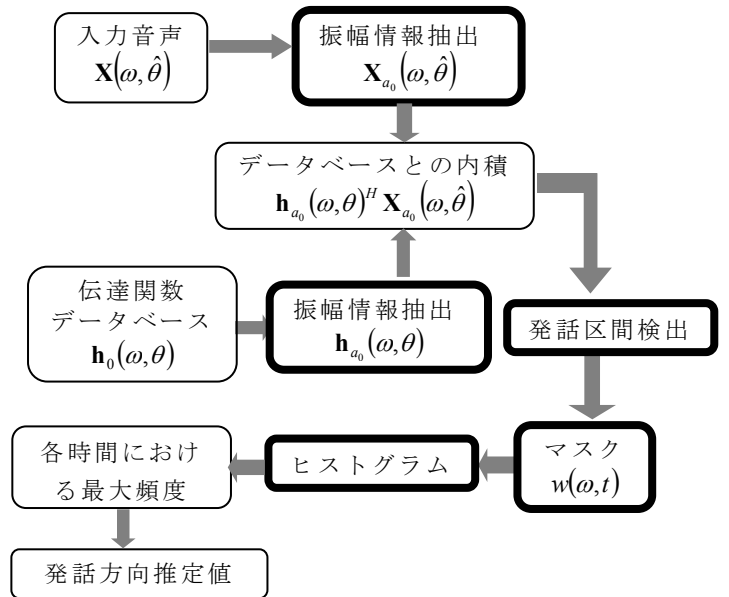 入力音声
X(ω,θ̂)
振幅情報抽出
X_{a_0}(ω,θ̂)
データベースとの内積
h_{a_0}(ω,θ)^H X_{a_0}(ω,θ̂)
伝達関数
データベース
h_0(ω,θ)
振幅情報抽出
h_{a_0}(ω,θ)
発話区間検出
マスク
w(ω,t)
ヒストグラム
各時間におけ
る最大頻度
発話方向推定値